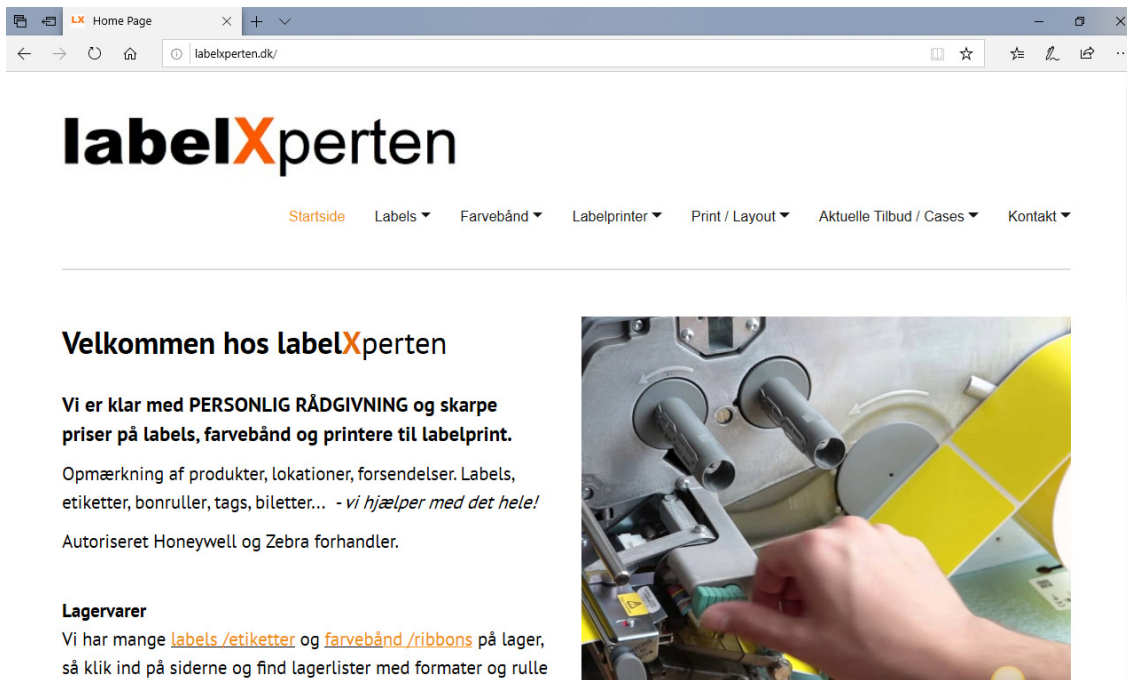 LX Home Page
labelxperten.dk/
labelXperten
Startside Labels Farvebånd Labelprinter Print / Layout Aktuelle Tilbud / Cases Kontakt
Velkommen hos labelXperten
Vi er klar med PERSONLIG RÅDGIVNING og skarpe
priser på labels, farvebånd og printere til labelprint.
Opmærkning af produkter, lokationer, forsendelser. Labels,
etiketter, bonruller, tags, biletter... - vi hjælper med det hele!
Autoriseret Honeywell og Zebra forhandler.
Lagervarer
Vi har mange labels /etiketter og farvebånd /ribbons på lager,
så klik ind på siderne og find lagerlister med formater og rulle